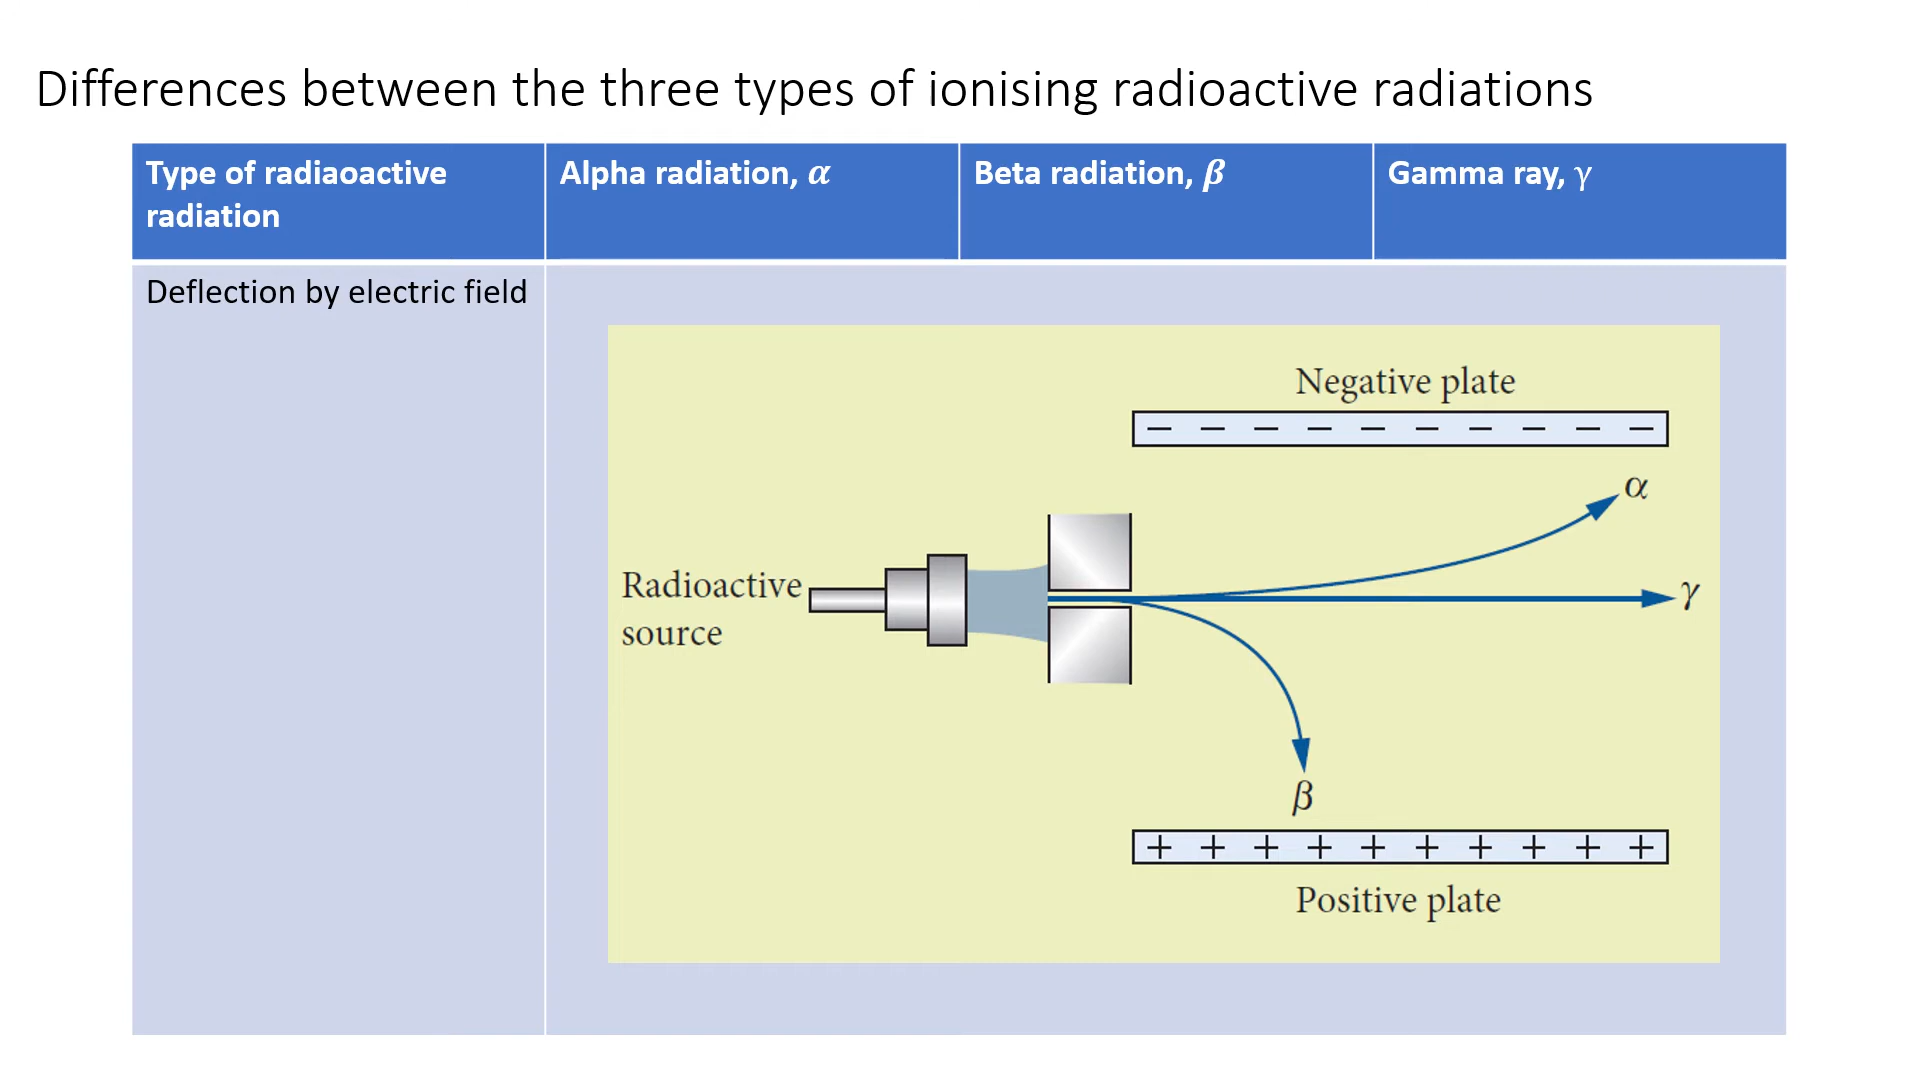 Differences between the three types of ionising radioactive radiations
Type of radiaoactive
radiation
Alpha radiation, α
Beta radiation, β
Gamma ray, γ
Deflection by electric field
Negative plate
− − − − − − − − − −
α
Radioactive
source
γ
β
+ + + + + + + + + +
Positive plate